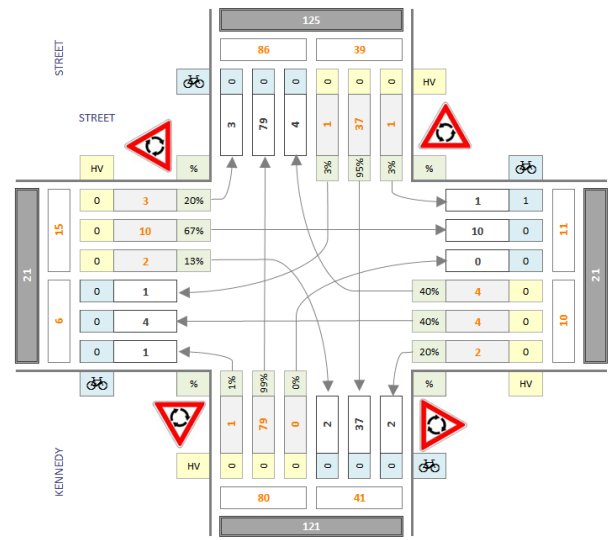 125
86 39
STREET
0 0 0 0 0 0 HV
3 79 4 1 37 1
STREET
3% 95% 3%
HV % %
0 3 20% 1 1
0 10 67% 10 0
0 2 13% 0 0
15 11
21 21
0 1 40% 4 0
0 4 40% 4 0
0 1 20% 2 0
6 10
% 1% 99% 0% % HV
1 79 0 2 37 2
KENNEDY
HV 0 0 0 0 0 0
80 41
121